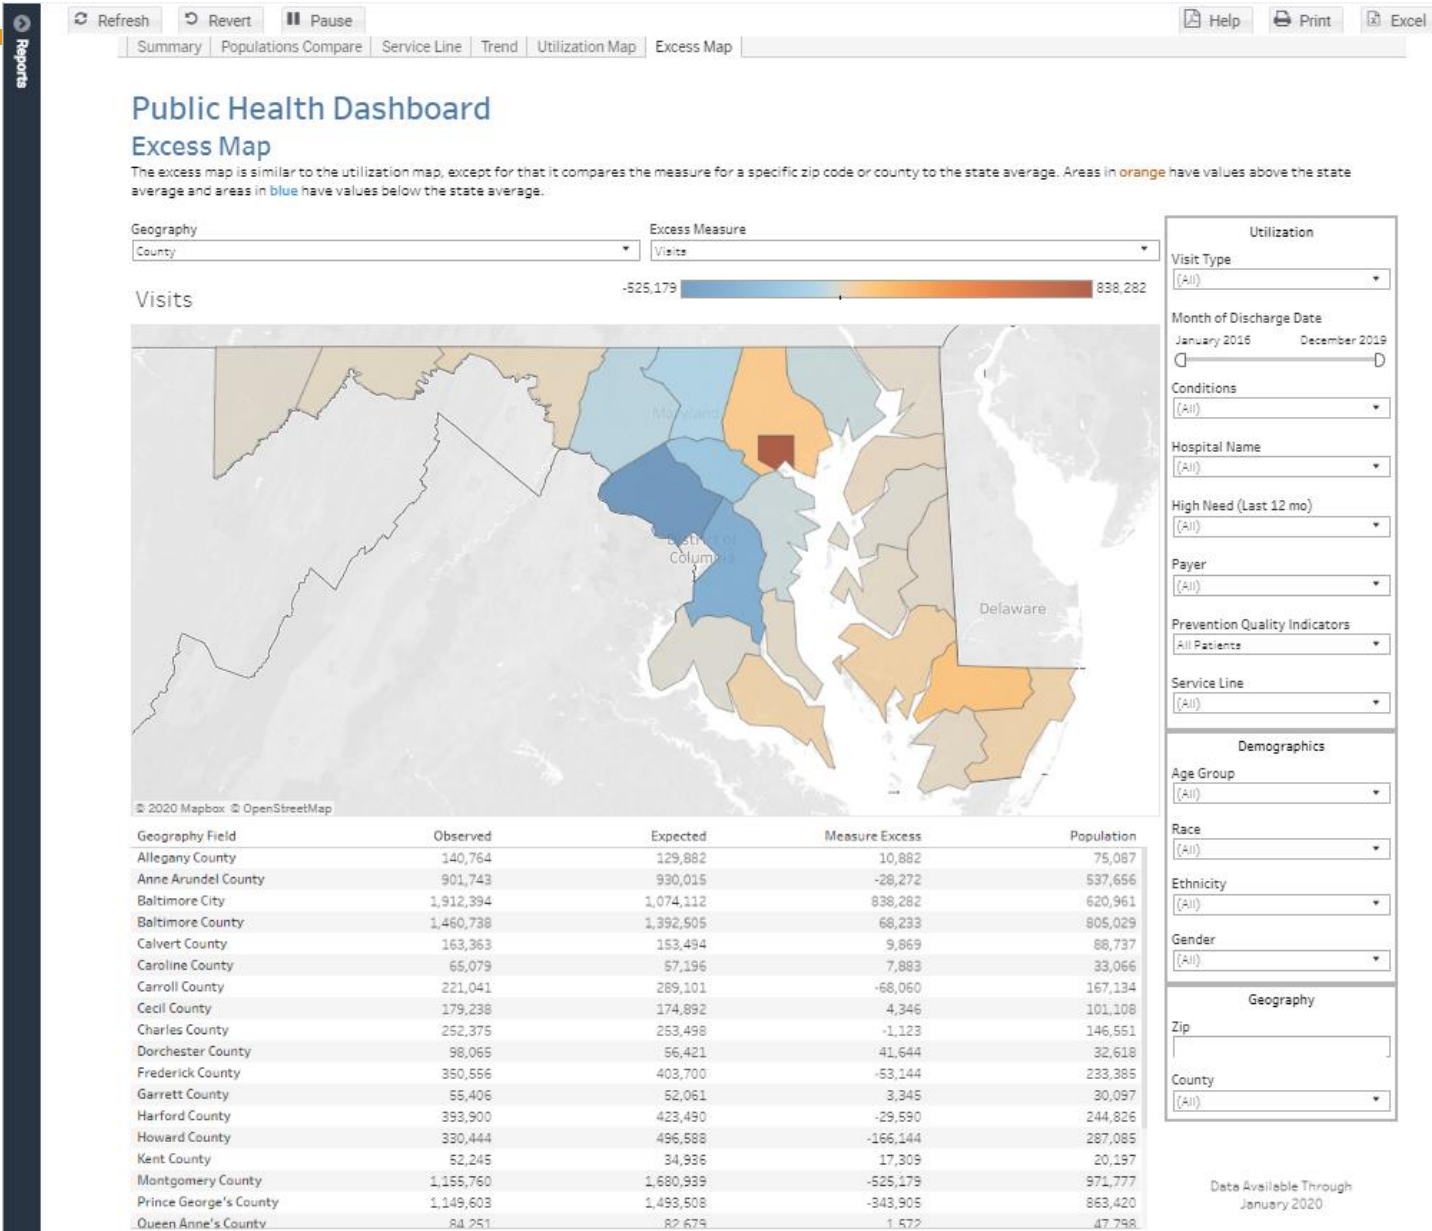 Reports
Refresh Revert Pause Help Print Excel
Summary Populations Compare Service Line Trend Utilization Map Excess Map
Public Health Dashboard
Excess Map
The excess map is similar to the utilization map, except for that it compares the measure for a specific zip code or county to the state average. Areas in orange have values above the state
average and areas in blue have values below the state average.
Geography Excess Measure
County Visits
Visits
-525,179 838,282
Maryland
District of
Columbia
Delaware
© 2020 Mapbox © OpenStreetMap
Geography Field Observed Expected Measure Excess Population
Allegany County 140,764 129,882 10,882 75,087
Anne Arundel County 901,743 930,015 -28,272 537,656
Baltimore City 1,912,394 1,074,112 838,282 620,961
Baltimore County 1,460,738 1,392,505 68,233 805,029
Calvert County 163,363 153,494 9,869 88,737
Caroline County 65,079 57,196 7,883 33,066
Carroll County 221,041 289,101 -68,060 167,134
Cecil County 179,238 174,892 4,346 101,108
Charles County 252,375 253,498 -1,123 146,551
Dorchester County 98,065 56,421 41,644 32,618
Frederick County 350,556 403,700 -53,144 233,385
Garrett County 55,406 52,061 3,345 30,097
Harford County 393,900 423,490 -29,590 244,826
Howard County 330,444 496,588 -166,144 287,085
Kent County 52,245 34,936 17,309 20,197
Montgomery County 1,155,760 1,680,939 -525,179 971,777
Prince George's County 1,149,603 1,493,508 -343,905 863,420
Queen Anne's County 84,251 82,679 1,572 47,798
Utilization
Visit Type
(All)
Month of Discharge Date
January 2016 December 2019
Conditions
(All)
Hospital Name
(All)
High Need (Last 12 mo)
(All)
Payer
(All)
Prevention Quality Indicators
All Patients
Service Line
(All)
Demographics
Age Group
(All)
Race
(All)
Ethnicity
(All)
Gender
(All)
Geography
Zip
County
(All)
Data Available Through
January 2020